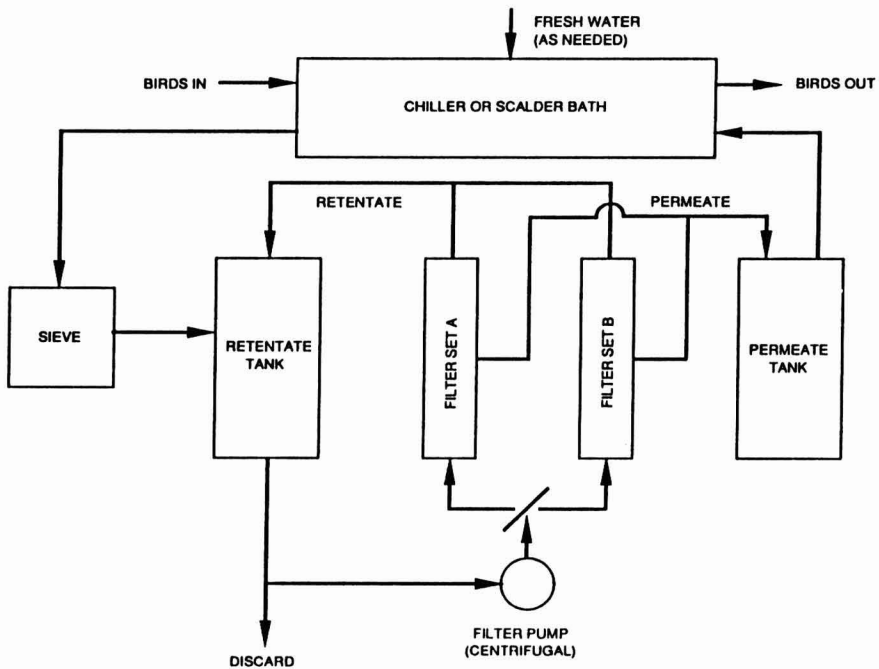 FRESH WATER
(AS NEEDED)
BIRDS IN
CHILLER OR SCALDER BATH
BIRDS OUT
RETENTATE
PERMEATE
SIEVE
RETENTATE
TANK
FILTER SET A
FILTER SET B
PERMEATE
TANK
FILTER PUMP
(CENTRIFUGAL)
DISCARD